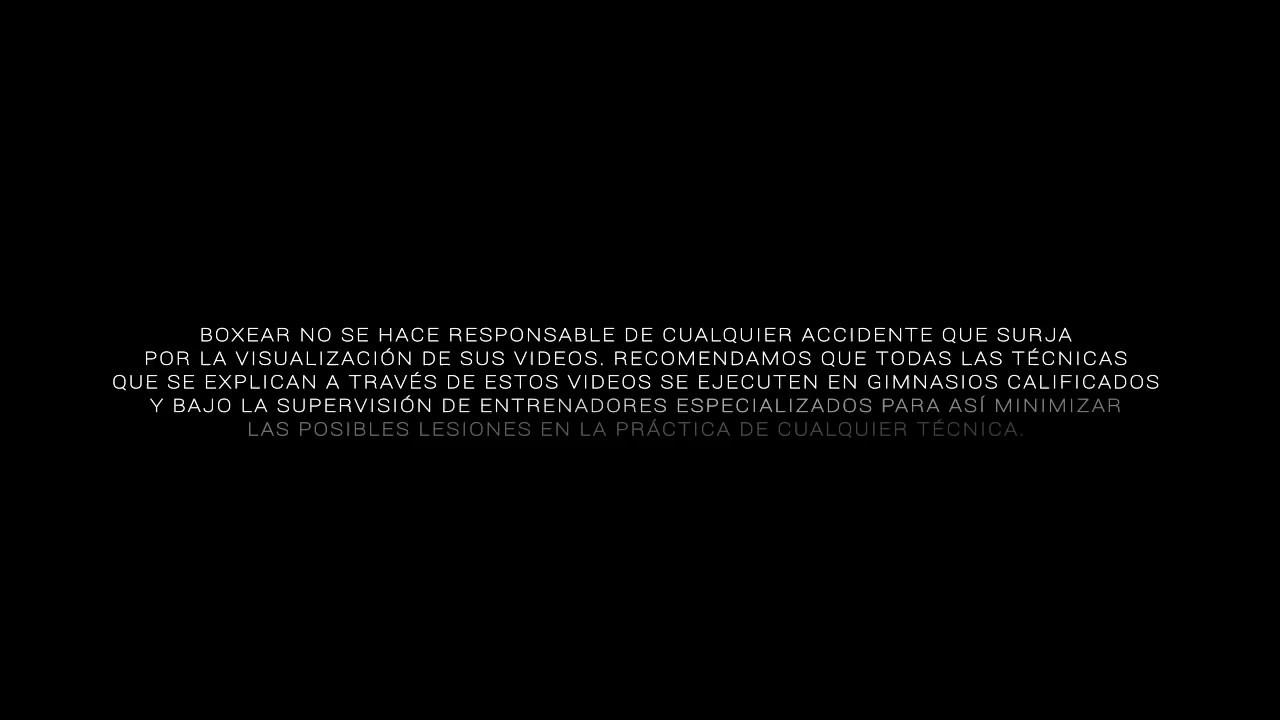 BOXEAR NO SE HACE RESPONSABLE DE CUALQUIER ACCIDENTE QUE SURJA
POR LA VISUALIZACIÓN DE SUS VIDEOS. RECOMENDAMOS QUE TODAS LAS TÉCNICAS
QUE SE EXPLICAN A TRAVÉS DE ESTOS VIDEOS SE EJECUTEN EN GIMNASIOS CALIFICADOS
Y BAJO LA SUPERVISIÓN DE ENTRENADORES ESPECIALIZADOS PARA ASÍ MINIMIZAR
LAS POSIBLES LESIONES EN LA PRÁCTICA DE CUALQUIER TÉCNICA.